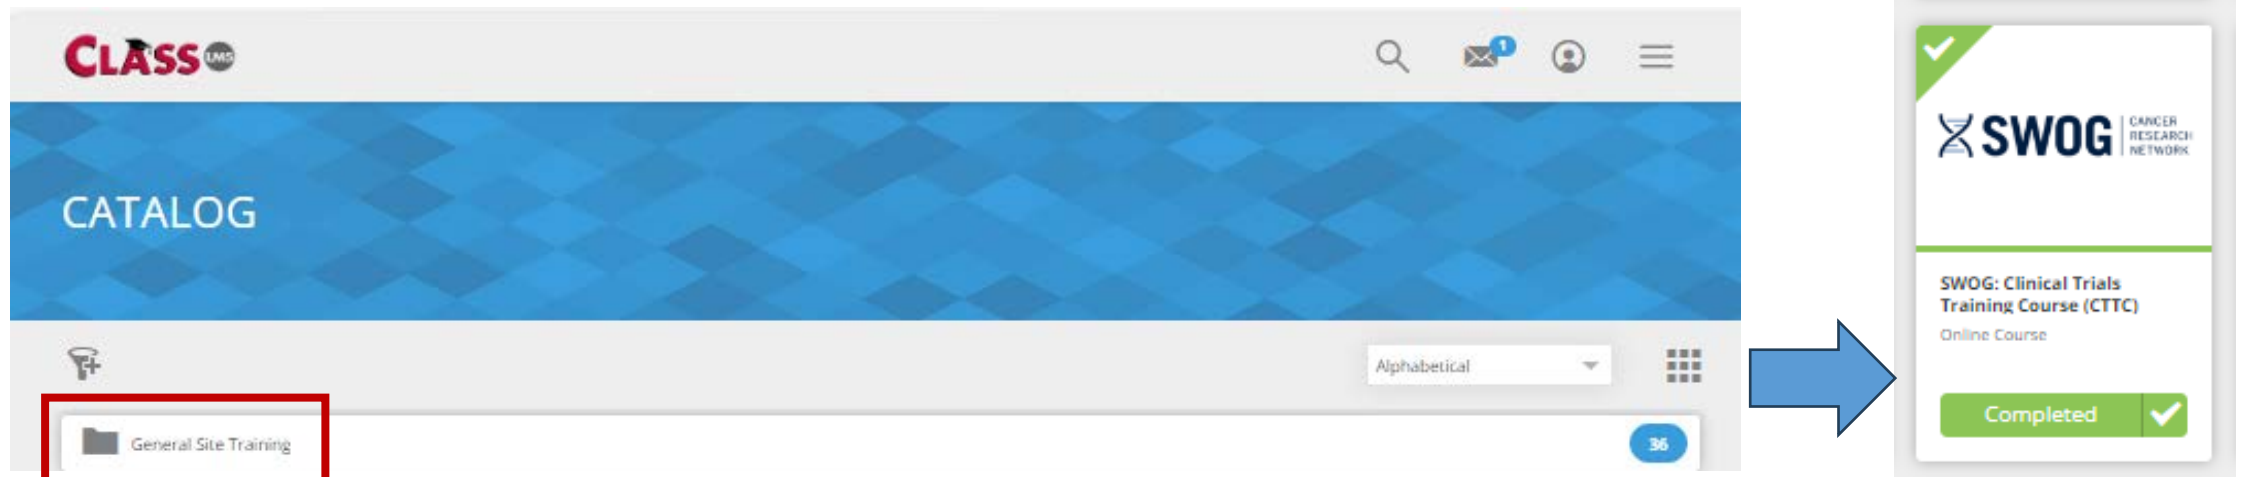 CLASS LMS
1
CATALOG
Alphabetical
General Site Training
36
SWOG
CANCER
RESEARCH
NETWORK
SWOG: Clinical Trials
Training Course (CTTC)
Online Course
Completed